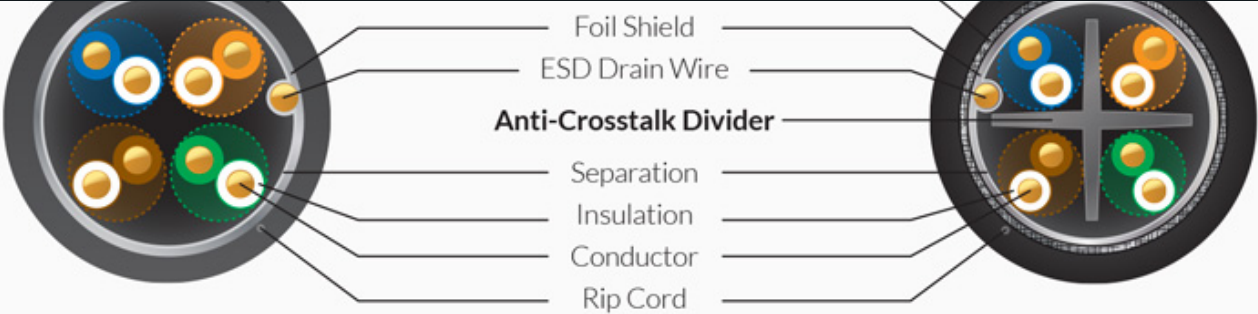 Foil Shield
ESD Drain Wire
Anti-Crosstalk Divider
Separation
Insulation
Conductor
Rip Cord